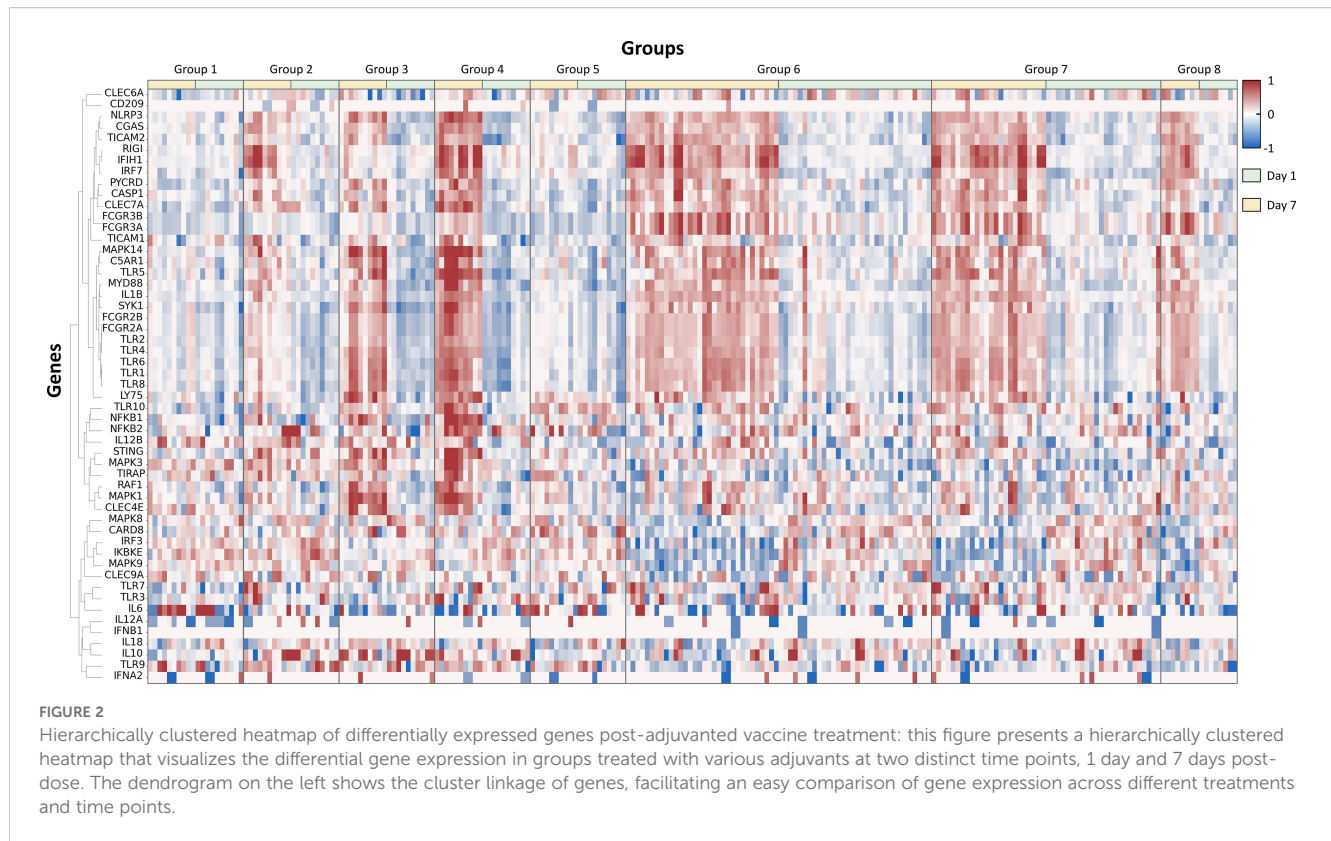 Groups
Group 1
Group 2
Group 3
Group 4
Group 5
Group 6
Group 7
Group 8
Genes
CLEC6A
CD209
NLRP3
CGAS
TICAM2
RIGI
IFIH1
IRF7
PYCRD
CASP1
CLEC7A
FCGR3B
FCGR3A
TICAM1
MAPK14
C5AR1
TLR5
MYD88
IL1B
SYK1
FCGR2B
FCGR2A
TLR2
TLR4
TLR6
TLR1
TLR8
LY75
TLR10
NFKB1
NFKB2
IL12B
STING
MAPK3
TIRAP
RAF1
MAPK1
CLEC4E
MAPK8
CARD8
IRF3
IKBKE
MAPK9
CLEC9A
TLR7
TLR3
IL6
IL12A
IFNB1
IL18
IL10
TLR9
IFNA2
1
0
-1
Day 1
Day 7
FIGURE 2
Hierarchically clustered heatmap of differentially expressed genes post-adjuvanted vaccine treatment: this figure presents a hierarchically clustered
heatmap that visualizes the differential gene expression in groups treated with various adjuvants at two distinct time points, 1 day and 7 days post-
dose. The dendrogram on the left shows the cluster linkage of genes, facilitating an easy comparison of gene expression across different treatments
and time points.